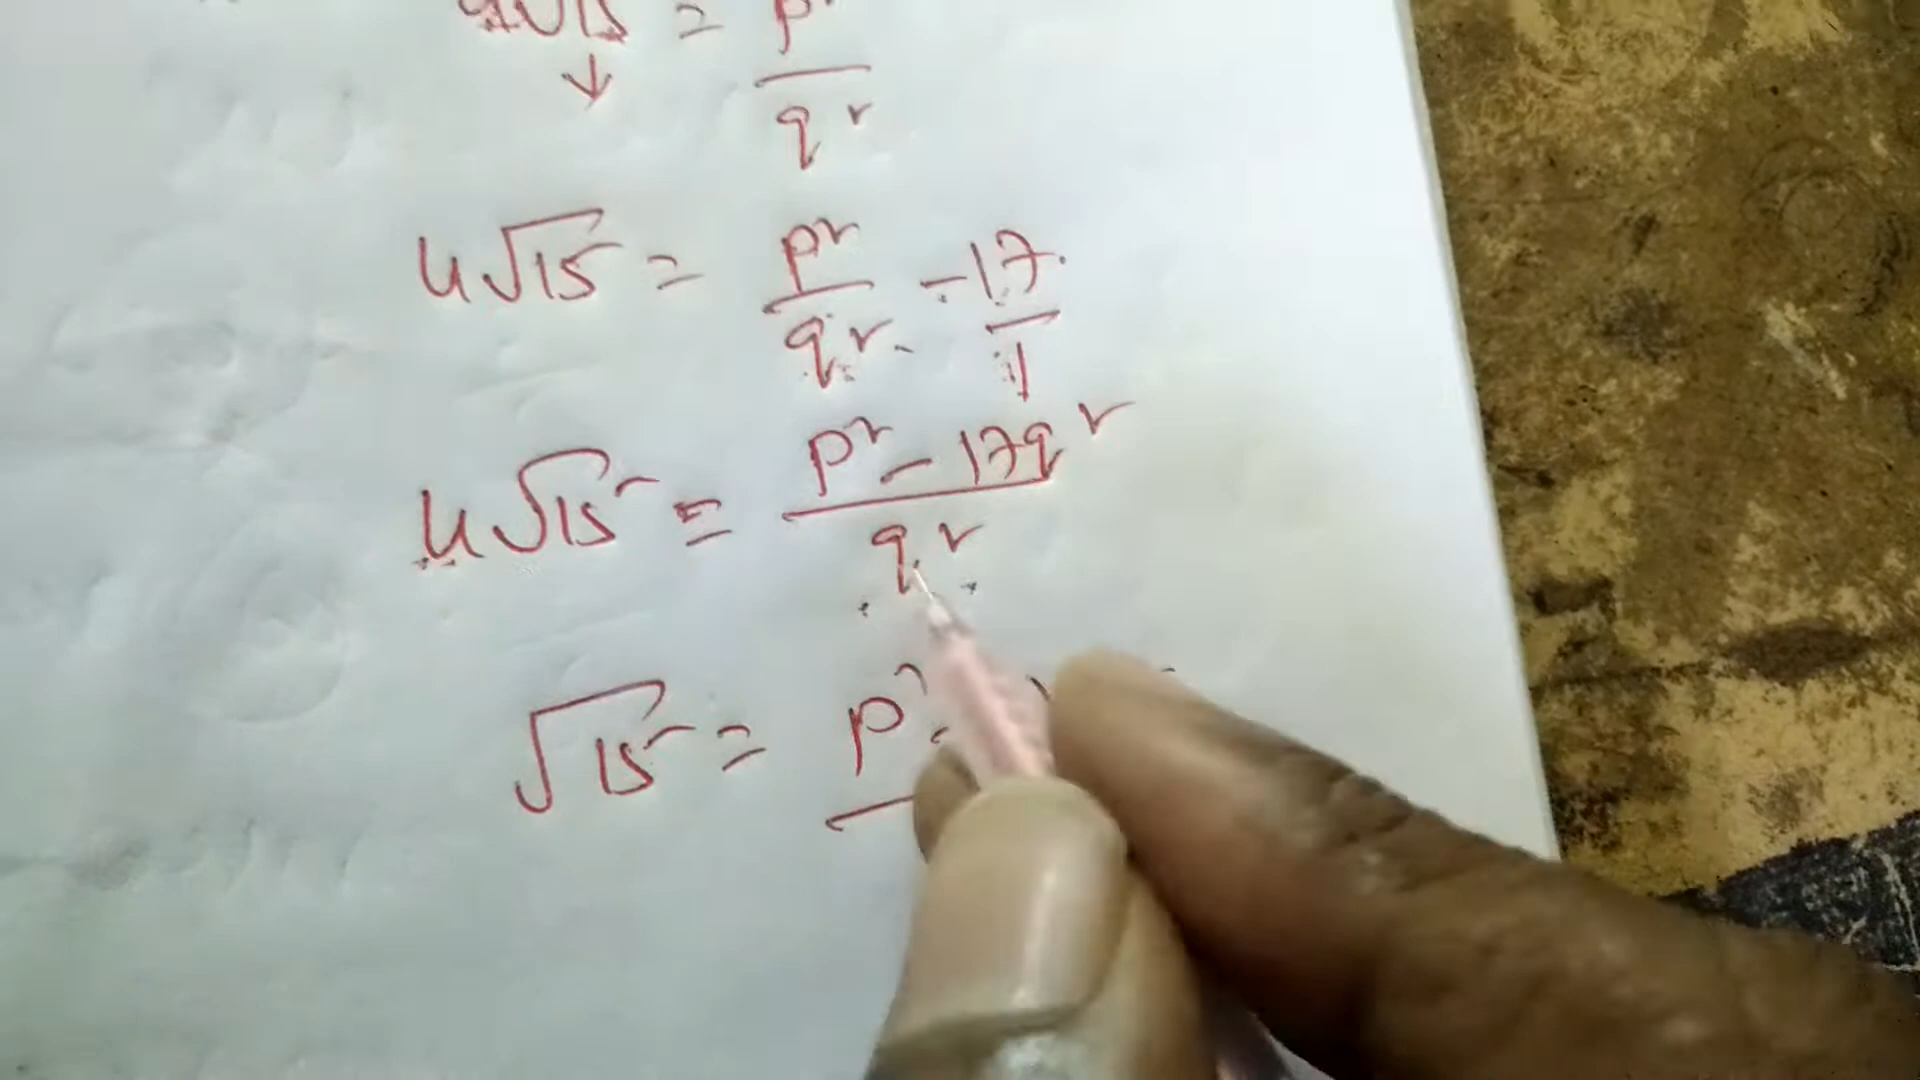 4√15 = p²
q²
4√15 = p²/q² - 17/1
4√15 = (p² - 17q²)/q²
√15 = p²